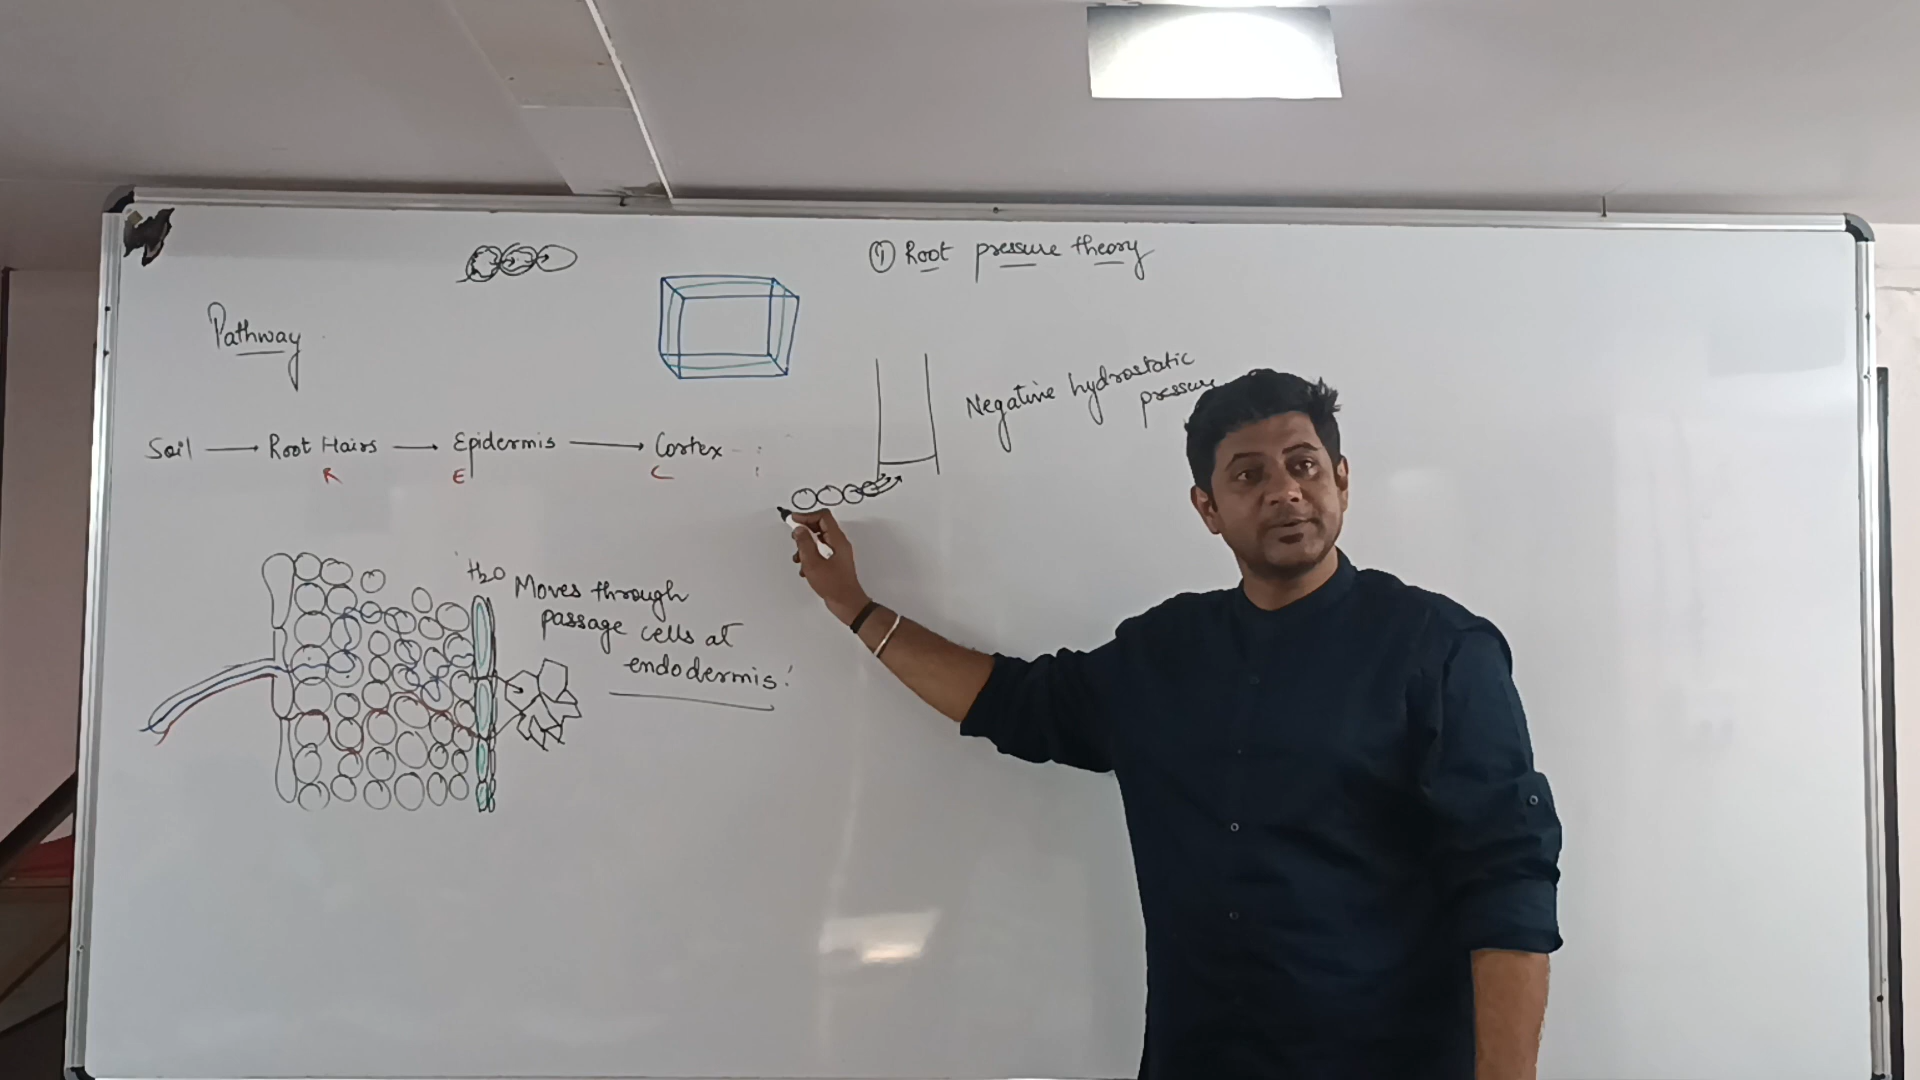 ① Root pressure theory
Pathway
Negative hydrostatic
pressure
Soil → Root Hairs → Epidermis → Cortex
R E C
H₂O Moves through
passage cells at
endodermis!